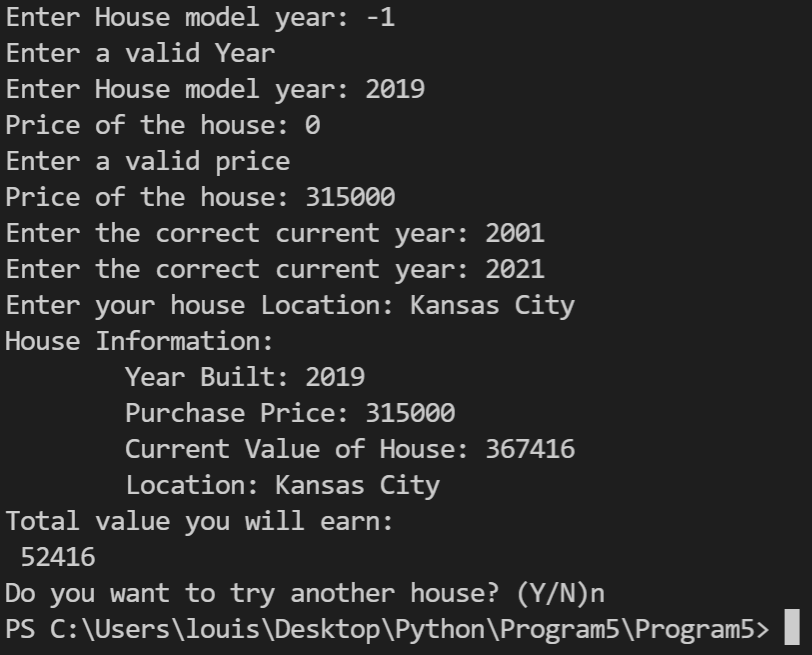 Enter House model year: -1
Enter a valid Year
Enter House model year: 2019
Price of the house: 0
Enter a valid price
Price of the house: 315000
Enter the correct current year: 2001
Enter the correct current year: 2021
Enter your house Location: Kansas City
House Information:
Year Built: 2019
Purchase Price: 315000
Current Value of House: 367416
Location: Kansas City
Total value you will earn:
52416
Do you want to try another house? (Y/N)n
PS C:\Users\louis\Desktop\Python\Program5\Program5>